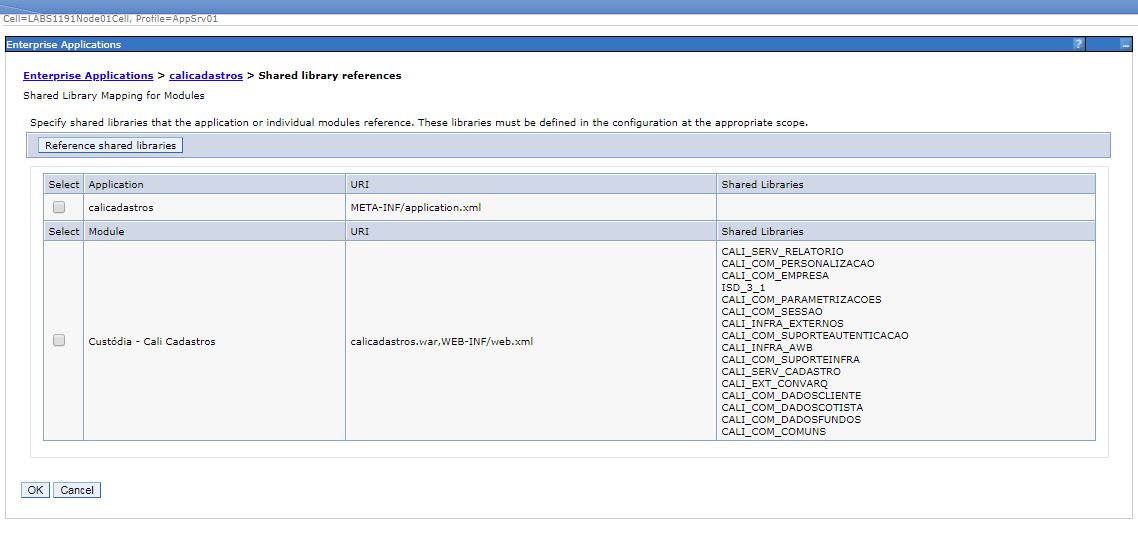 Cell=LABS1191Node01Cell, Profile=AppSrv01
Enterprise Applications ? _
Enterprise Applications > calicadastros > Shared library references
Shared Library Mapping for Modules
Specify shared libraries that the application or individual modules reference. These libraries must be defined in the configuration at the appropriate scope.
Reference shared libraries
Select Application URI Shared Libraries
calicadastros META-INF/application.xml
Select Module URI Shared Libraries
Custódia - Cali Cadastros calicadastros.war,WEB-INF/web.xml
CALI_SERV_RELATORIO
CALI_COM_PERSONALIZACAO
CALI_COM_EMPRESA
ISD_3_1
CALI_COM_PARAMETRIZACOES
CALI_COM_SESSAO
CALI_INFRA_EXTERNOS
CALI_COM_SUPORTEAUTENTICACAO
CALI_INFRA_AWB
CALI_COM_SUPORTEINFRA
CALI_SERV_CADASTRO
CALI_EXT_CONVARQ
CALI_COM_DADOSCLIENTE
CALI_COM_DADOSCOTISTA
CALI_COM_DADOSFUNDOS
CALI_COM_COMUNS
OK Cancel